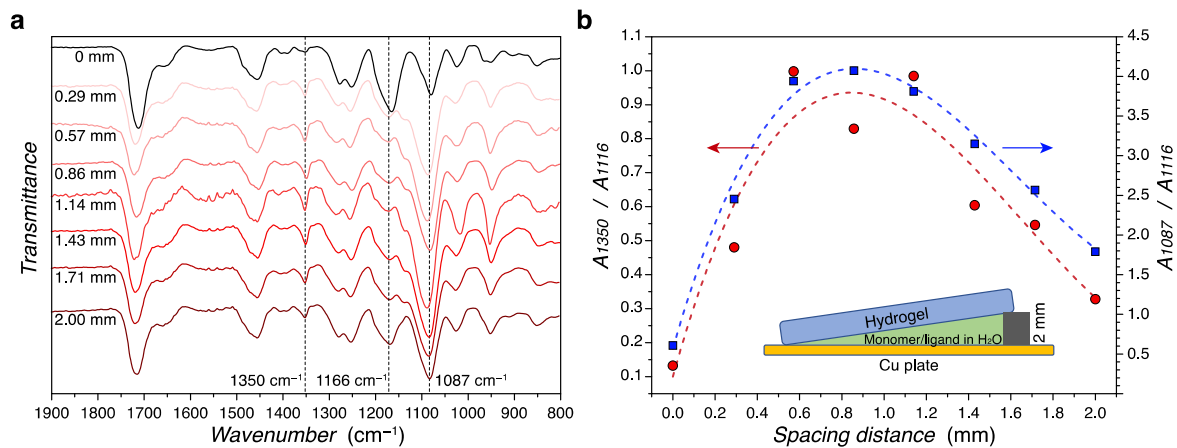 a
0 mm
0.29 mm
0.57 mm
0.86 mm
1.14 mm
1.43 mm
1.71 mm
2.00 mm
1350 cm⁻¹ 1166 cm⁻¹ 1087 cm⁻¹
Transmittance
1900 1800 1700 1600 1500 1400 1300 1200 1100 1000 900 800
Wavenumber (cm⁻¹)
b
1.1
1.0
0.9
0.8
0.7
0.6
0.5
0.4
0.3
0.2
0.1
A1350 / A1116
4.5
4.0
3.5
3.0
2.5
2.0
1.5
1.0
0.5
A1087 / A1116
Hydrogel
Monomer/ligand in H₂O
2 mm
Cu plate
0.0 0.2 0.4 0.6 0.8 1.0 1.2 1.4 1.6 1.8 2.0
Spacing distance (mm)